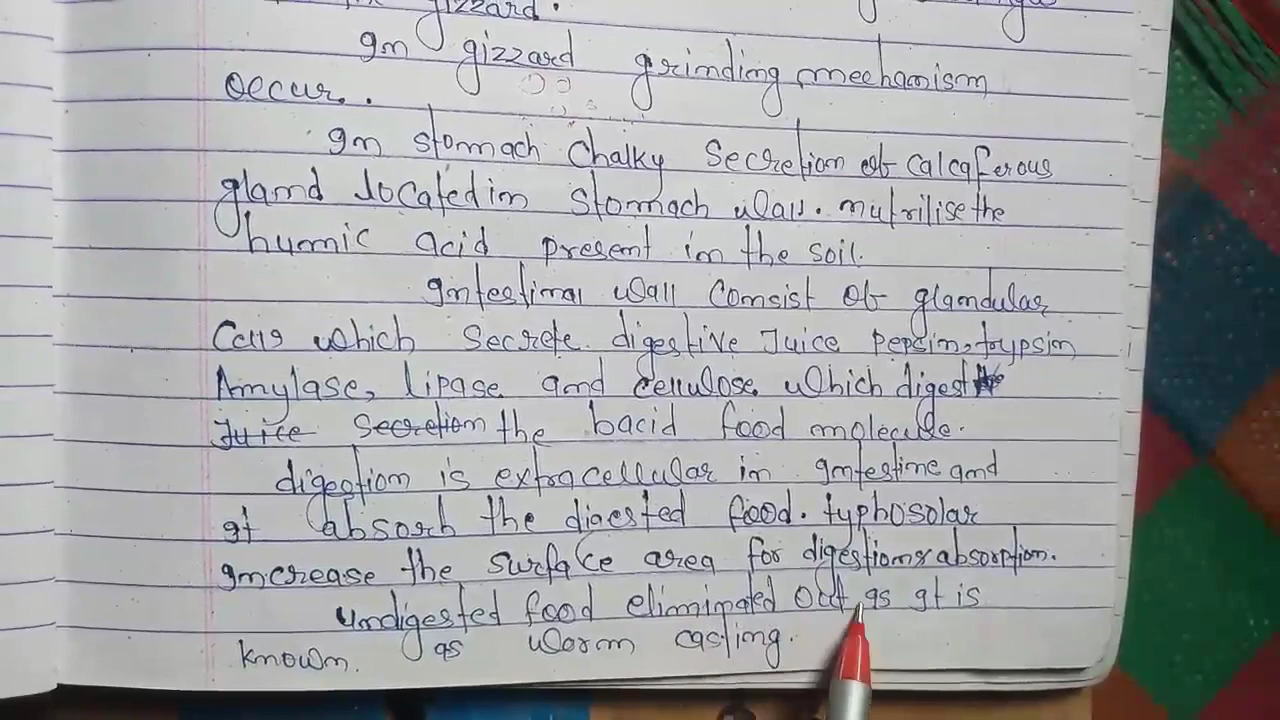 gizzard.
In gizzard grinding mechanism
occur.
In stomach chalky secretion of calcaferous
gland located in stomach wall. nutrilise the
humic acid present in the soil.
Intestinal wall consist of glandular
Cells which secrete digestive Juice pepsin, trypsin
Amylase, lipase and cellulose which digest
Juice Secretion the bacid food molecule.
digestion is extracellular in Intestine and
It absorb the digested food. typhosolar
Increase the surface area for digestion & absorption.
Undigested food eliminated out as It is
known as worm casting.